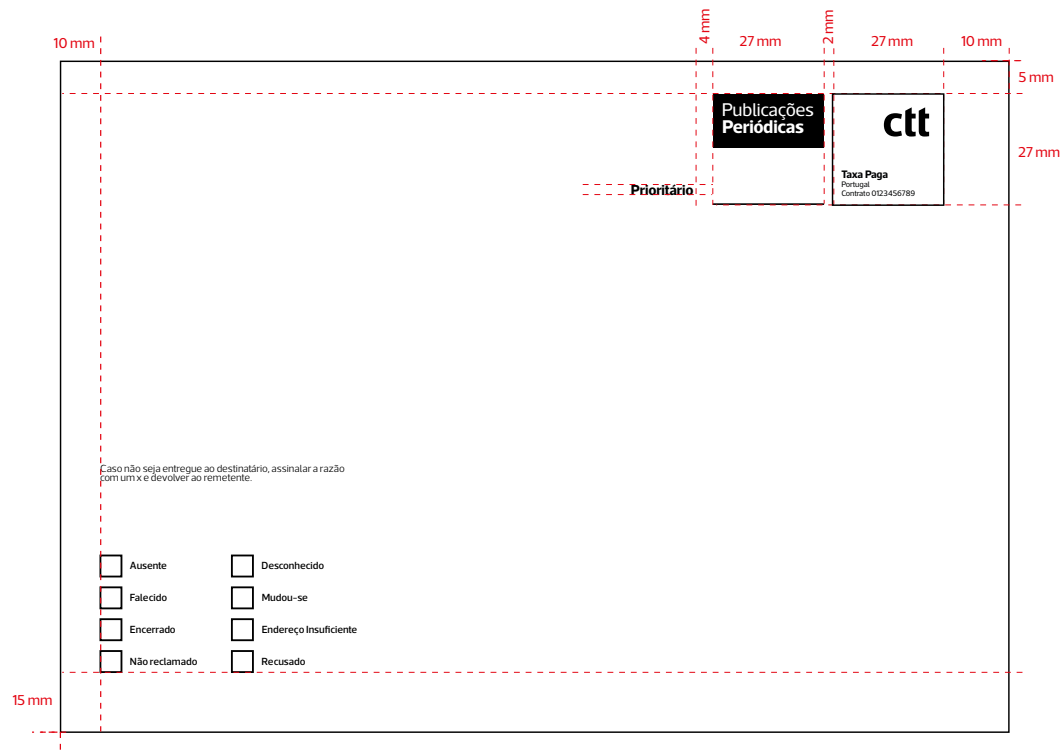 10 mm
4 mm
27 mm
2 mm
27 mm
10 mm
5 mm
Publicações
Periódicas
ctt
27 mm
Taxa Paga
Portugal
Contrato 0123456789
Prioritário
Caso não seja entregue ao destinatário, assinalar a razão
com um x e devolver ao remetente.
Ausente
Desconhecido
Falecido
Mudou-se
Encerrado
Endereço Insuficiente
Não reclamado
Recusado
15 mm